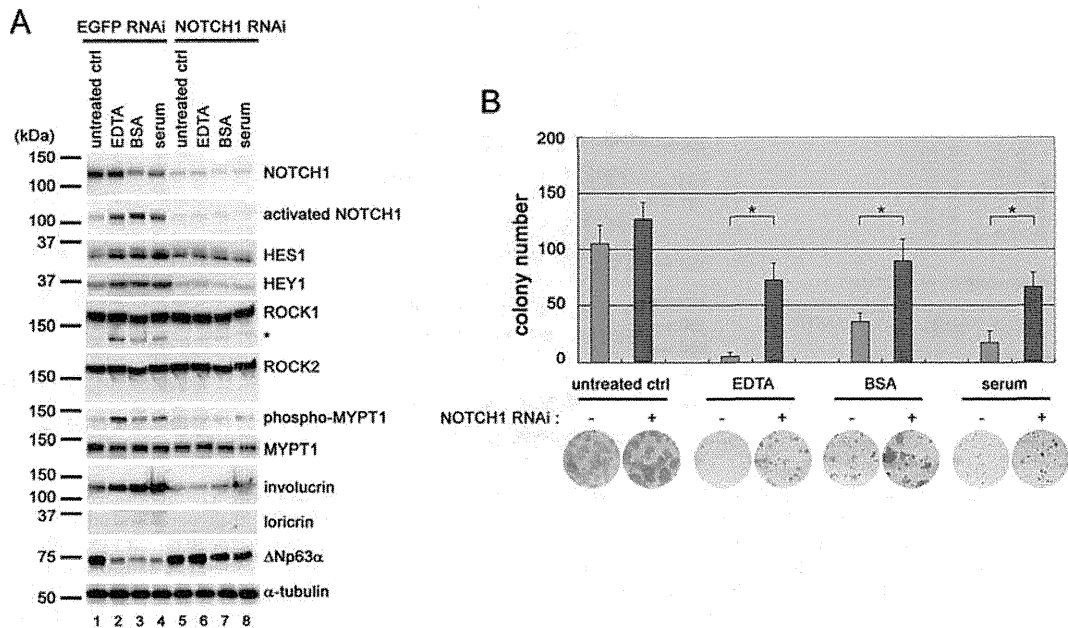 A
EGFP RNAi NOTCH1 RNAi
untreated ctrl
EDTA
BSA
serum
untreated ctrl
EDTA
BSA
serum
(kDa)
150
100
NOTCH1
100
activated NOTCH1
37
HES1
37
HEY1
150
ROCK1
*
150
ROCK2
150
phospho-MYPT1
150
MYPT1
150
100
involucrin
37
loricrin
75
ΔNp63α
50
α-tubulin
1 2 3 4 5 6 7 8
B
colony number
200
150
100
50
0
* * *
untreated ctrl EDTA BSA serum
NOTCH1 RNAi : - + - + - + - +